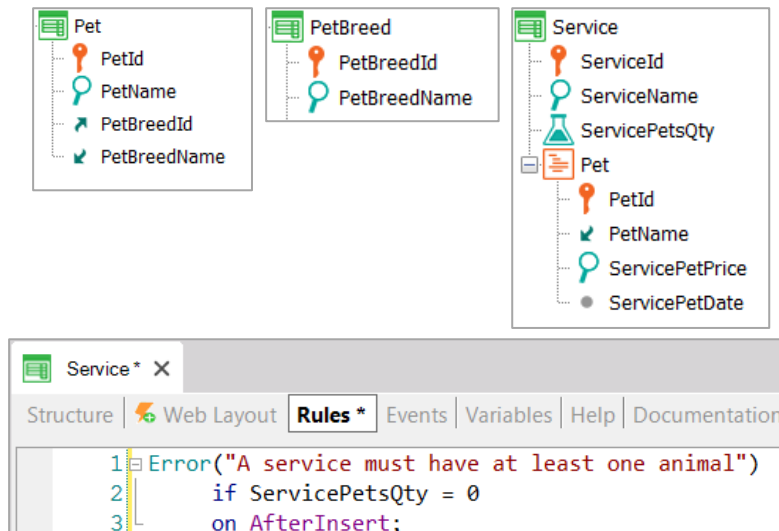 Pet
PetId
PetName
PetBreedId
PetBreedName
PetBreed
PetBreedId
PetBreedName
Service
ServiceId
ServiceName
ServicePetsQty
Pet
PetId
PetName
ServicePetPrice
ServicePetDate
Service*
Structure Web Layout Rules * Events Variables Help Documentation
1 Error("A service must have at least one animal")
2 if ServicePetsQty = 0
3 on AfterInsert;